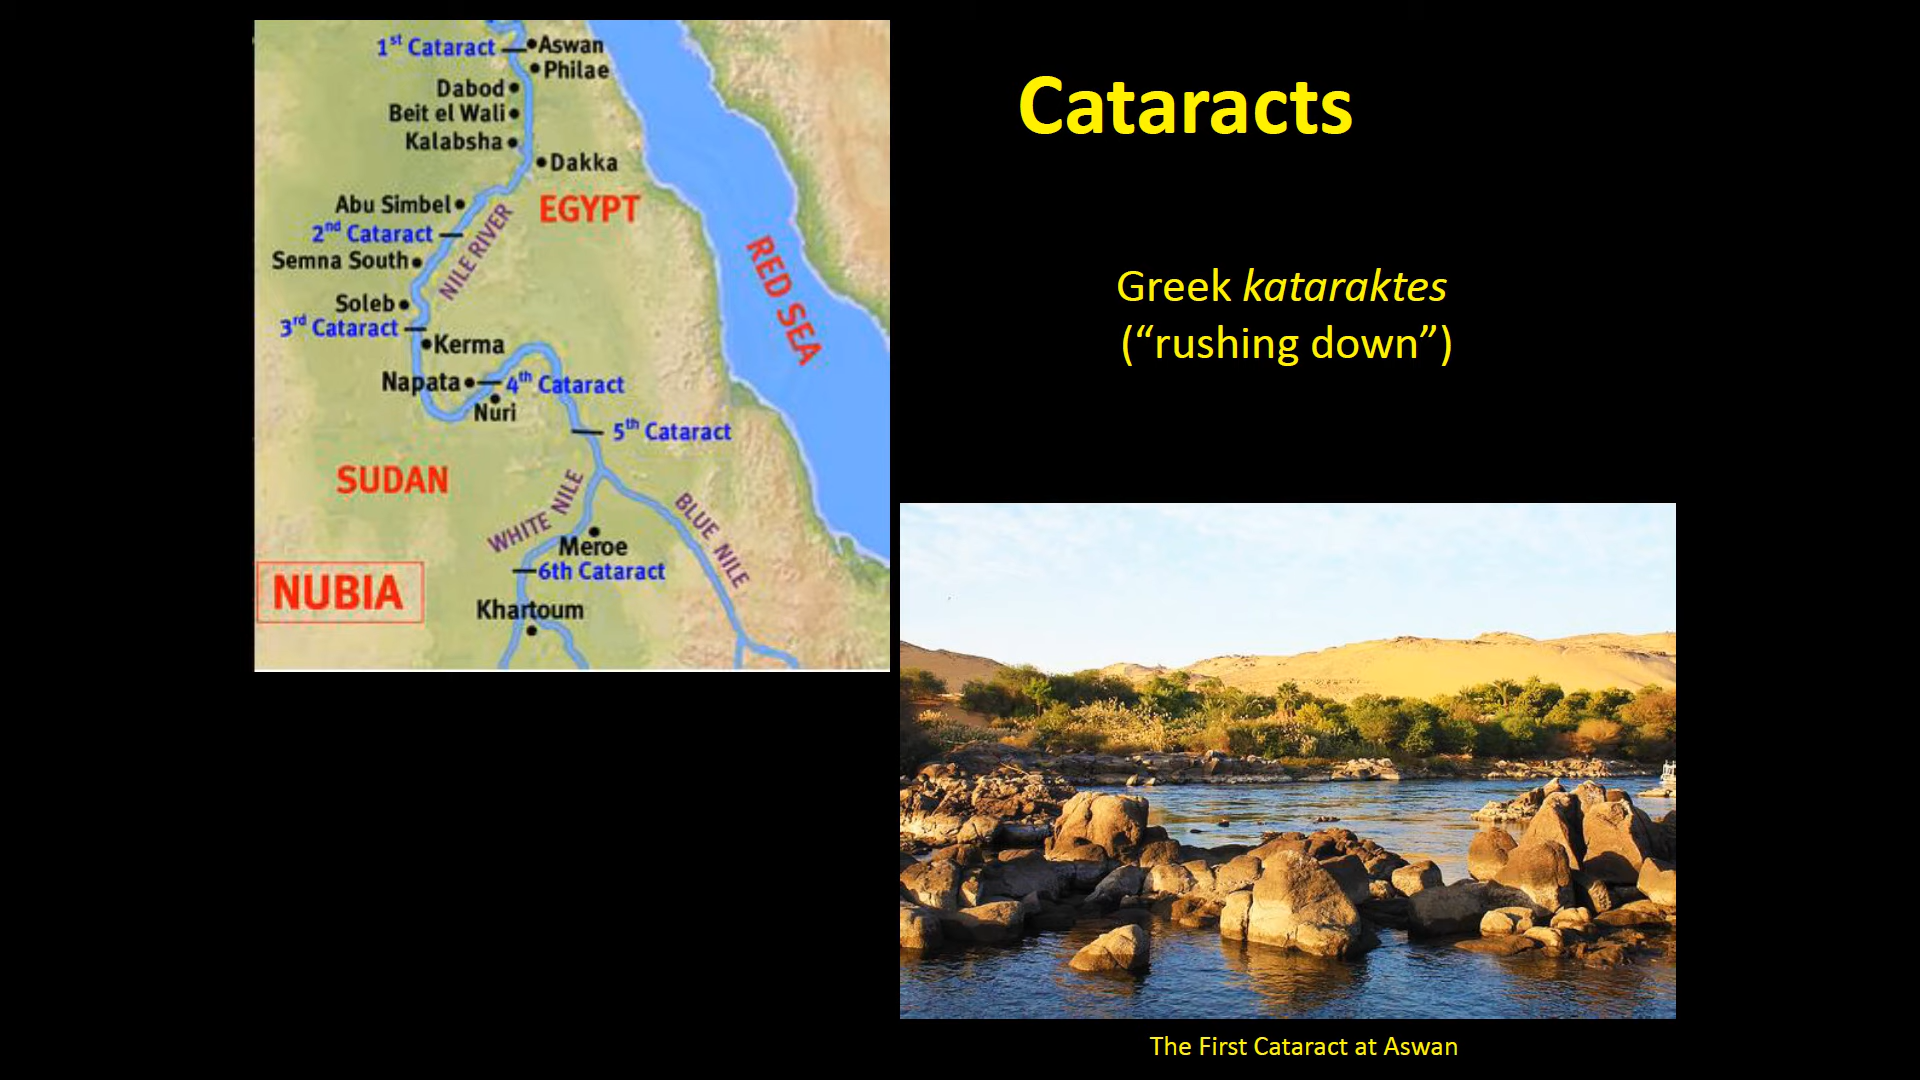 Cataracts
Greek kataraktes
(“rushing down”)
1st Cataract
Aswan
Philae
Dabod
Beit el Wali
Kalabsha
Dakka
Abu Simbel
EGYPT
2nd Cataract
NILE RIVER
Semna South
RED SEA
Soleb
3rd Cataract
Kerma
Napata
4th Cataract
Nuri
5th Cataract
SUDAN
WHITE NILE
BLUE NILE
Meroe
6th Cataract
NUBIA
Khartoum
The First Cataract at Aswan